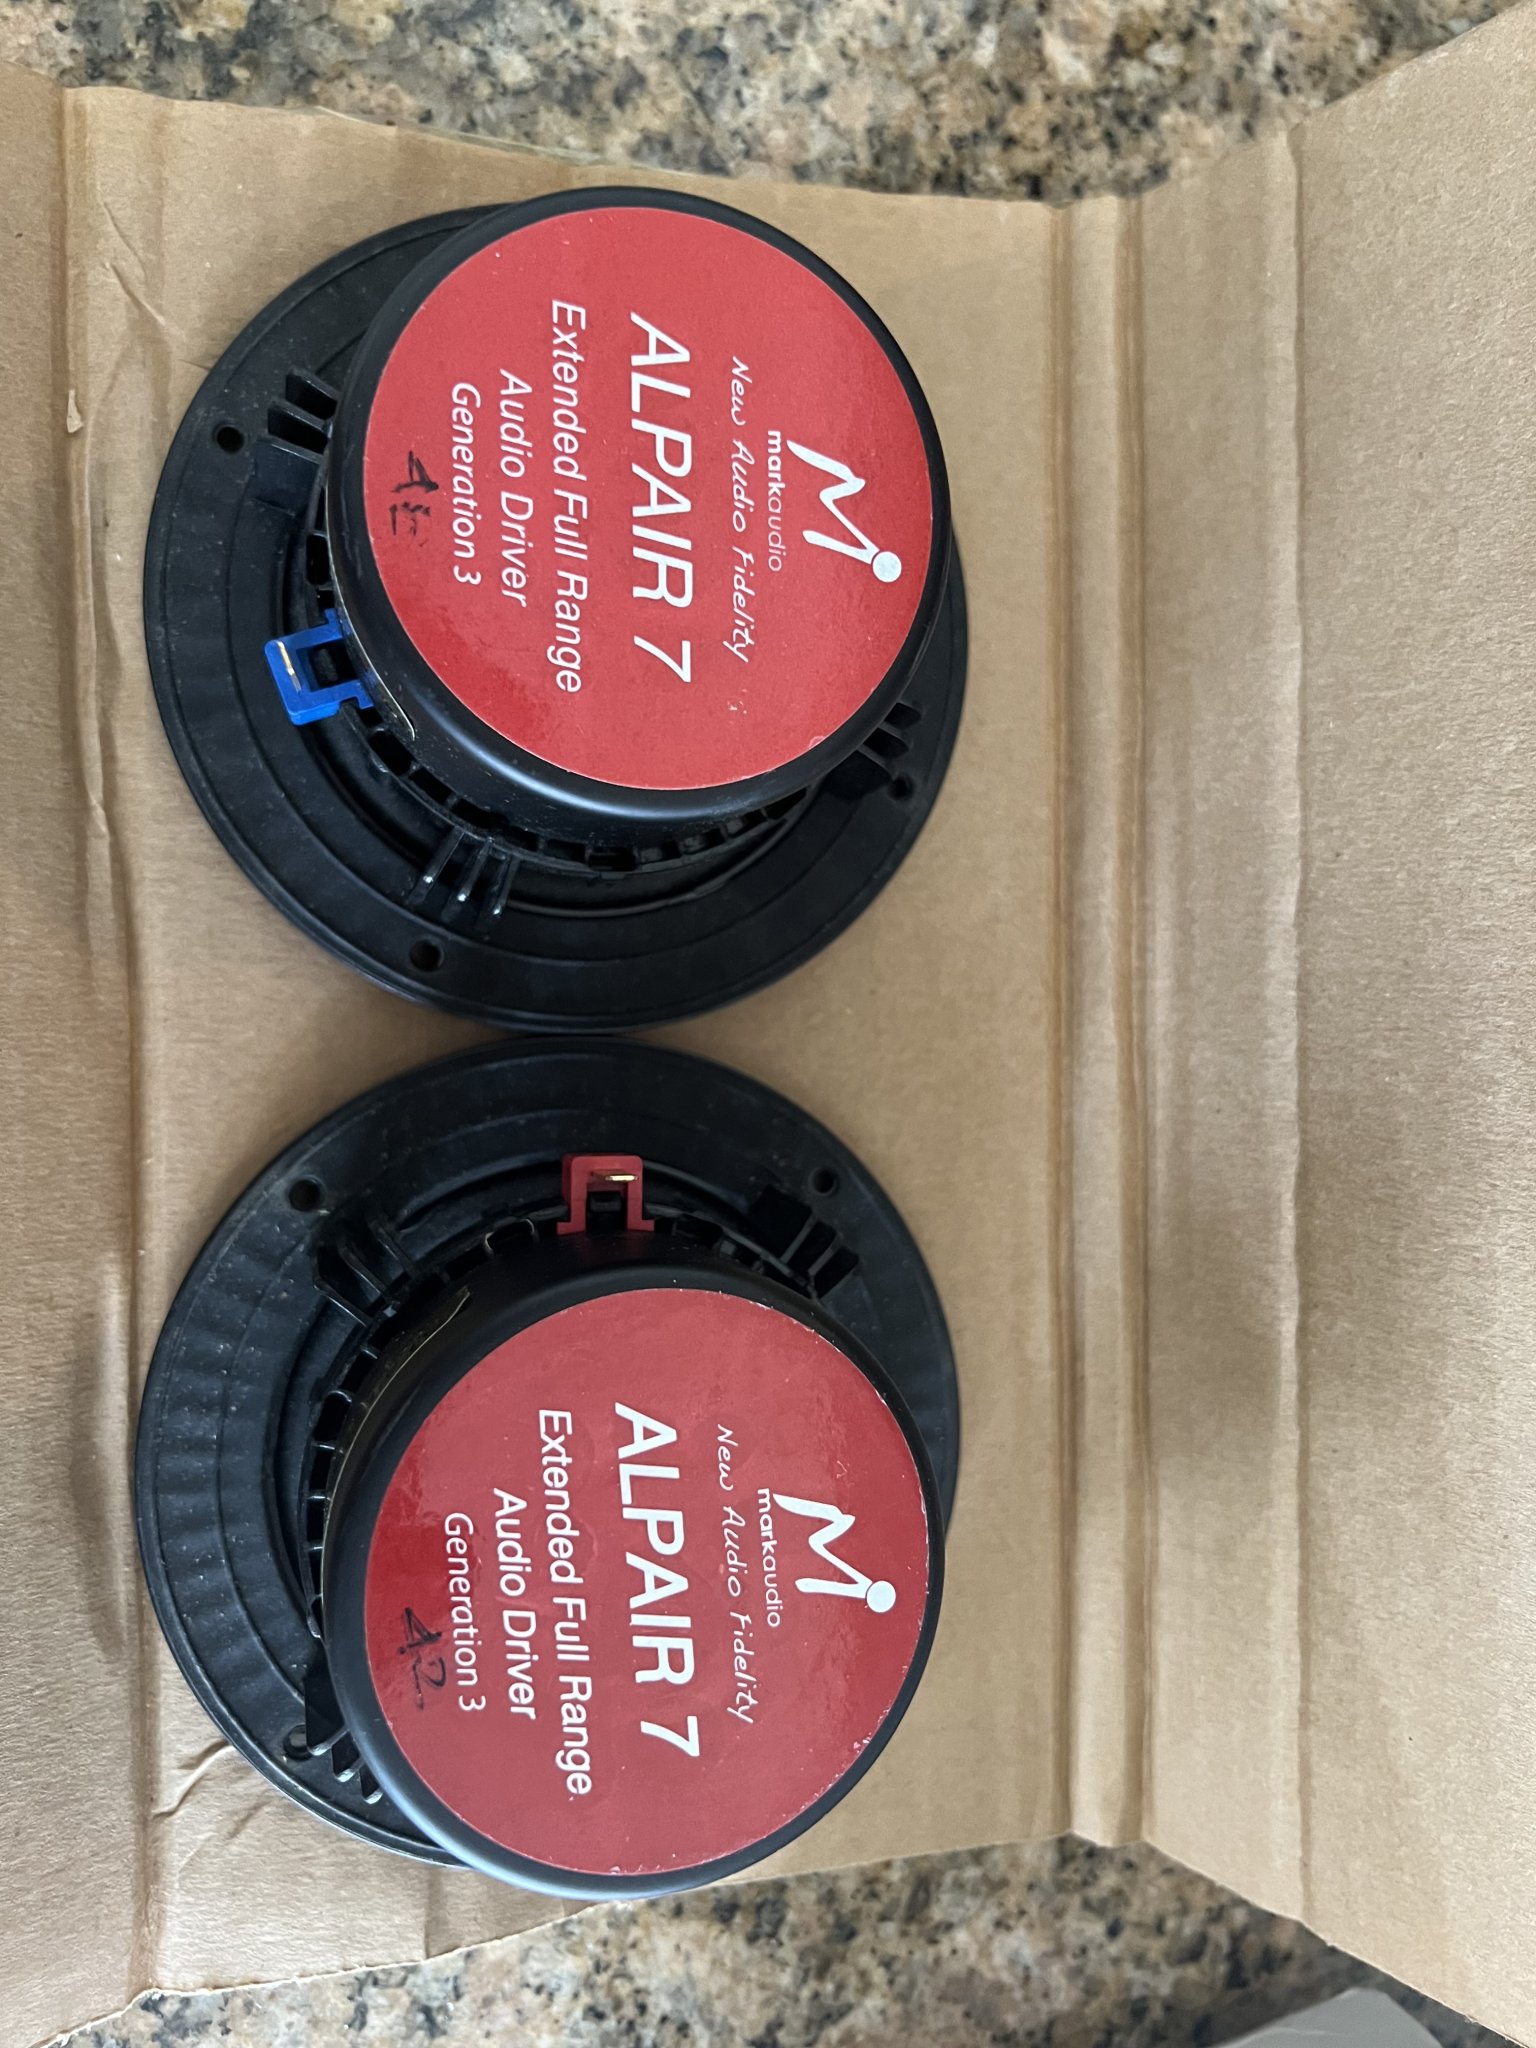 markaudio
New Audio Fidelity
ALPAIR 7
Extended Full Range
Audio Driver
Generation 3
markaudio
New Audio Fidelity
ALPAIR 7
Extended Full Range
Audio Driver
Generation 3